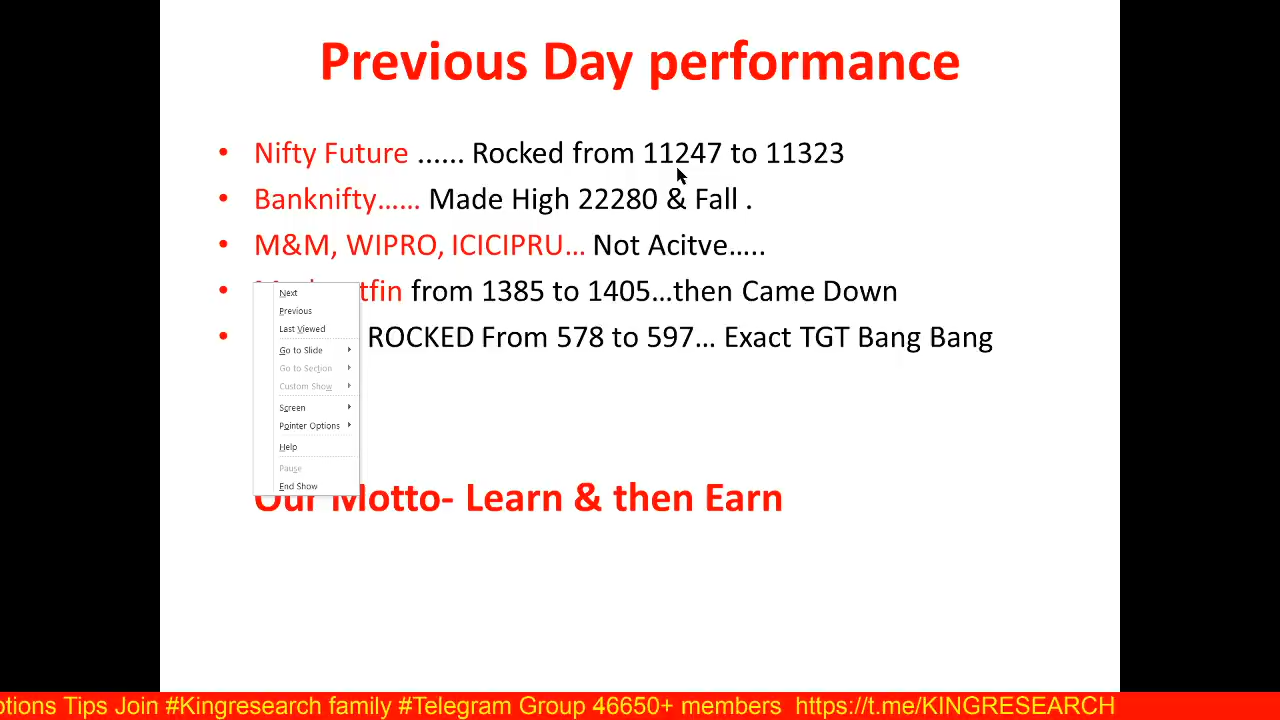 Previous Day performance
• Nifty Future ...... Rocked from 11247 to 11323
• Banknifty...... Made High 22280 & Fall .
• M&M, WIPRO, ICICIPRU... Not Acitve.....
• from 1385 to 1405...then Came Down
• ROCKED From 578 to 597... Exact TGT Bang Bang
Next
Previous
Last Viewed
Go to Slide
Go to Section
Custom Show
Screen
Pointer Options
Help
Pause
End Show
Our Motto- Learn & then Earn
Tips Join #Kingresearch family #Telegram Group 46650+ members https://t.me/KINGRESEARCH